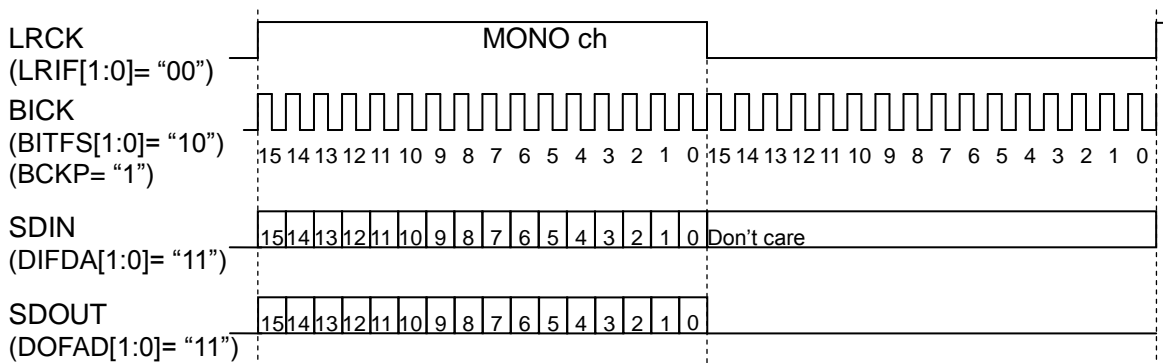 LRCK
MONO ch
(LRIF[1:0]= “00”)
BICK
(BITFS[1:0]= “10”)
(BCKP= “1”)
15 14 13 12 11 10 9 8 7 6 5 4 3 2 1 0 15 14 13 12 11 10 9 8 7 6 5 4 3 2 1 0
SDIN
(DIFDA[1:0]= “11”)
15 14 13 12 11 10 9 8 7 6 5 4 3 2 1 0 Don’t care
SDOUT
(DOFAD[1:0]= “11”)
15 14 13 12 11 10 9 8 7 6 5 4 3 2 1 0